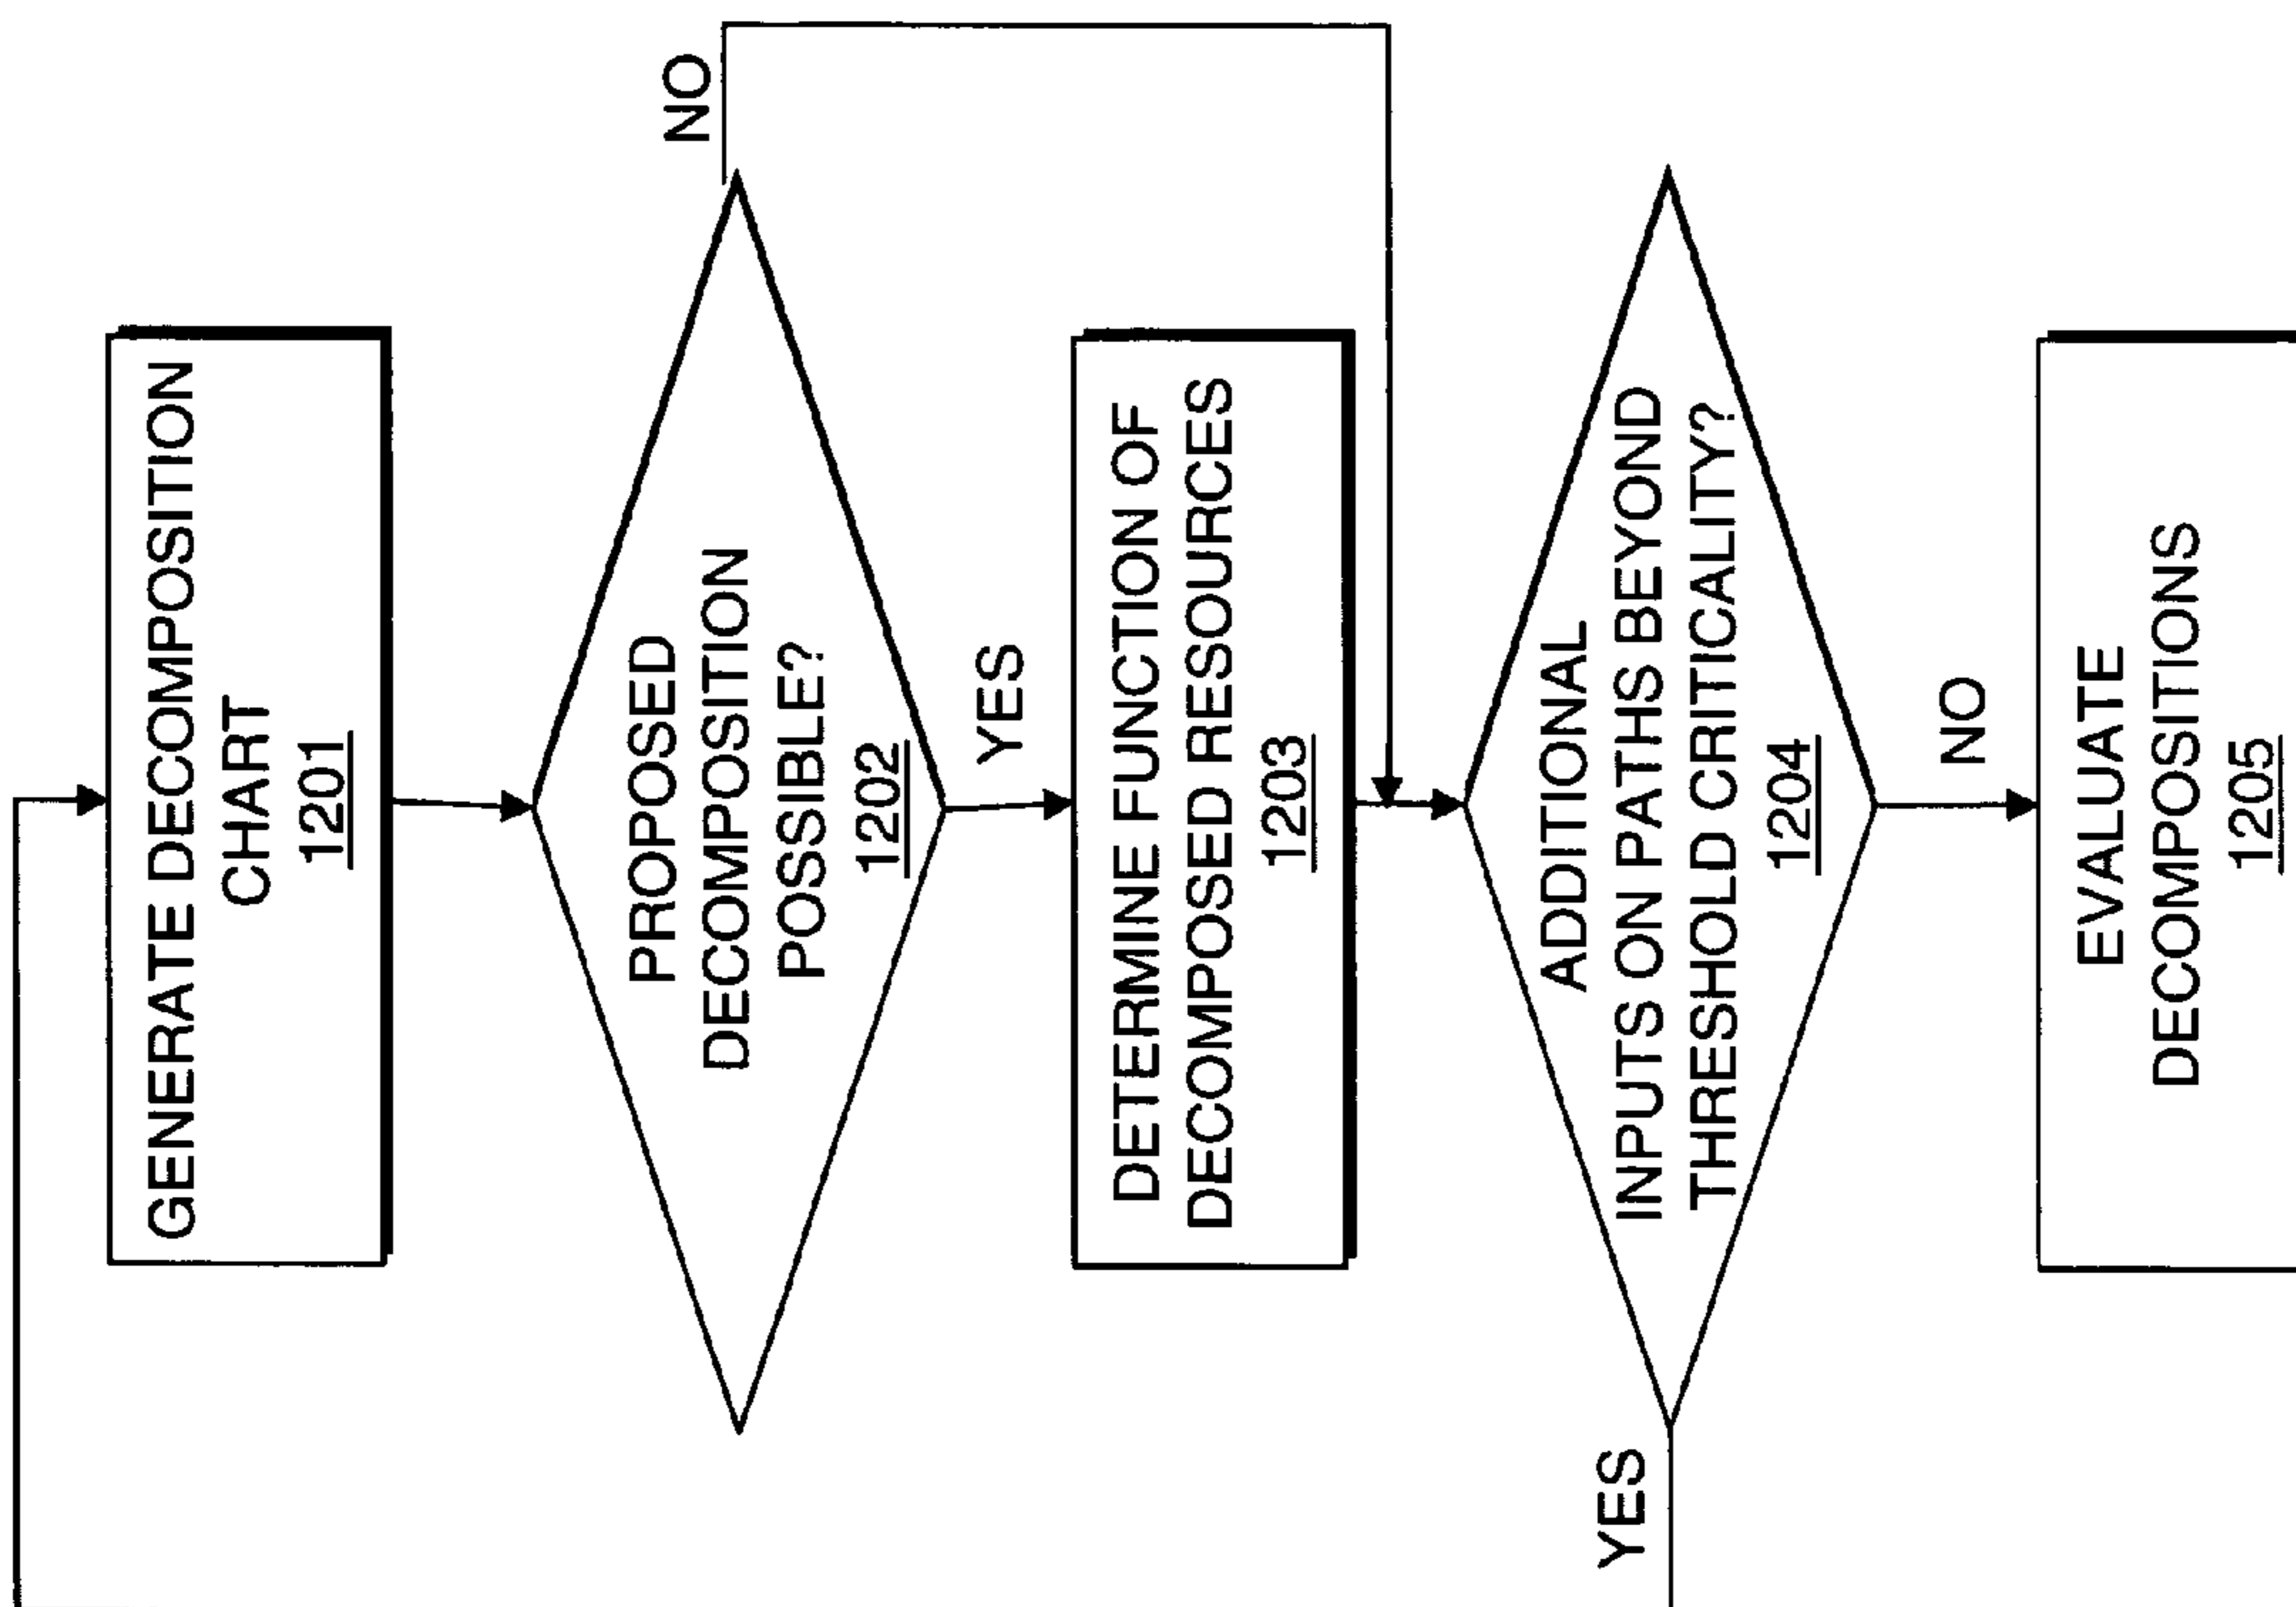 GENERATE DECOMPOSITION
CHART
1201
PROPOSED
DECOMPOSITION
POSSIBLE?
1202
NO
YES
DETERMINE FUNCTION OF
DECOMPOSED RESOURCES
1203
ADDITIONAL
INPUTS ON PATHS BEYOND
THRESHOLD CRITICALITY?
1204
YES
NO
EVALUATE
DECOMPOSITIONS
1205